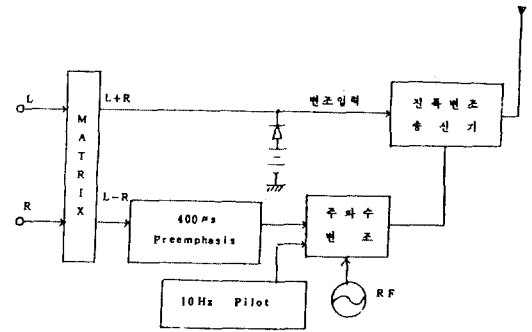 L
R
MATRIX
L+R
L-R
변조입력
진폭변조
송신기
400㎲
Preemphasis
주파수
변조
10Hz Pilot
RF